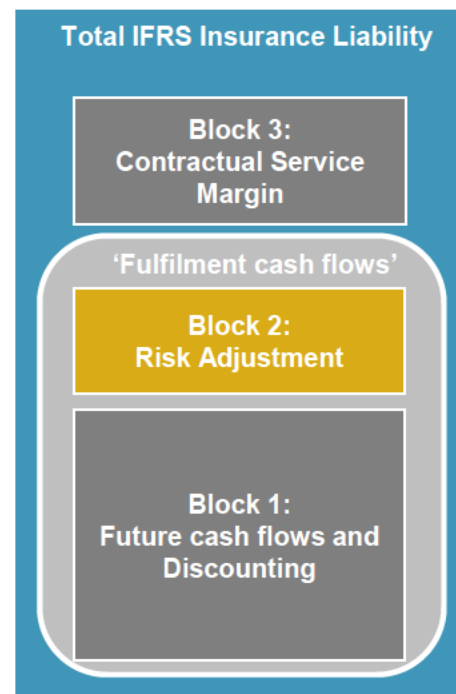 Total IFRS Insurance Liability
Block 3:
Contractual Service
Margin
‘Fulfilment cash flows’
Block 2:
Risk Adjustment
Block 1:
Future cash flows and
Discounting